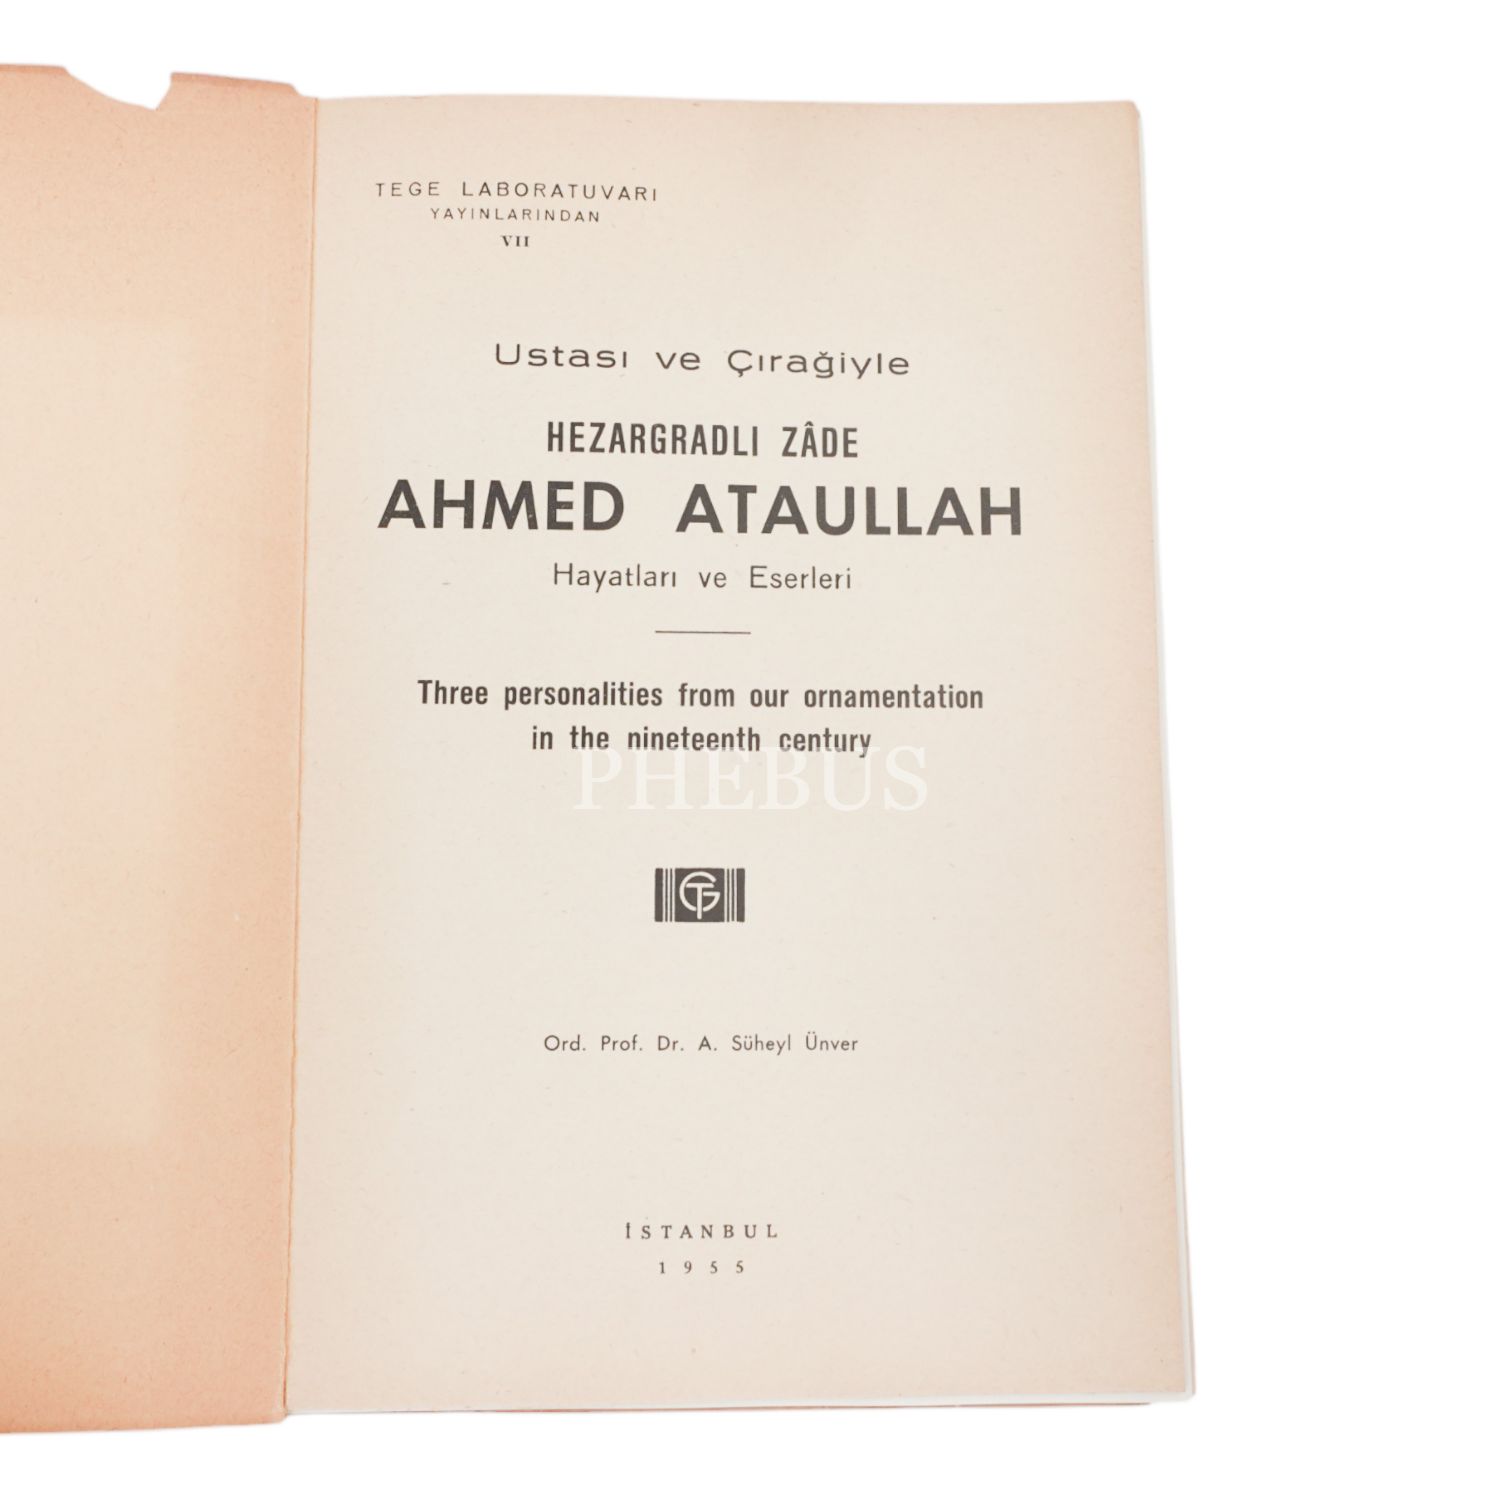 TEGE LABORATUVARI
YAYINLARINDAN
VII
Ustası ve Çırağiyle
HEZARGRADLI ZÂDE
AHMED ATAULLAH
Hayatları ve Eserleri
Three personalities from our ornamentation
in the nineteenth century
PHEBUS
TG
Ord. Prof. Dr. A. Süheyl Ünver
İSTANBUL
1955